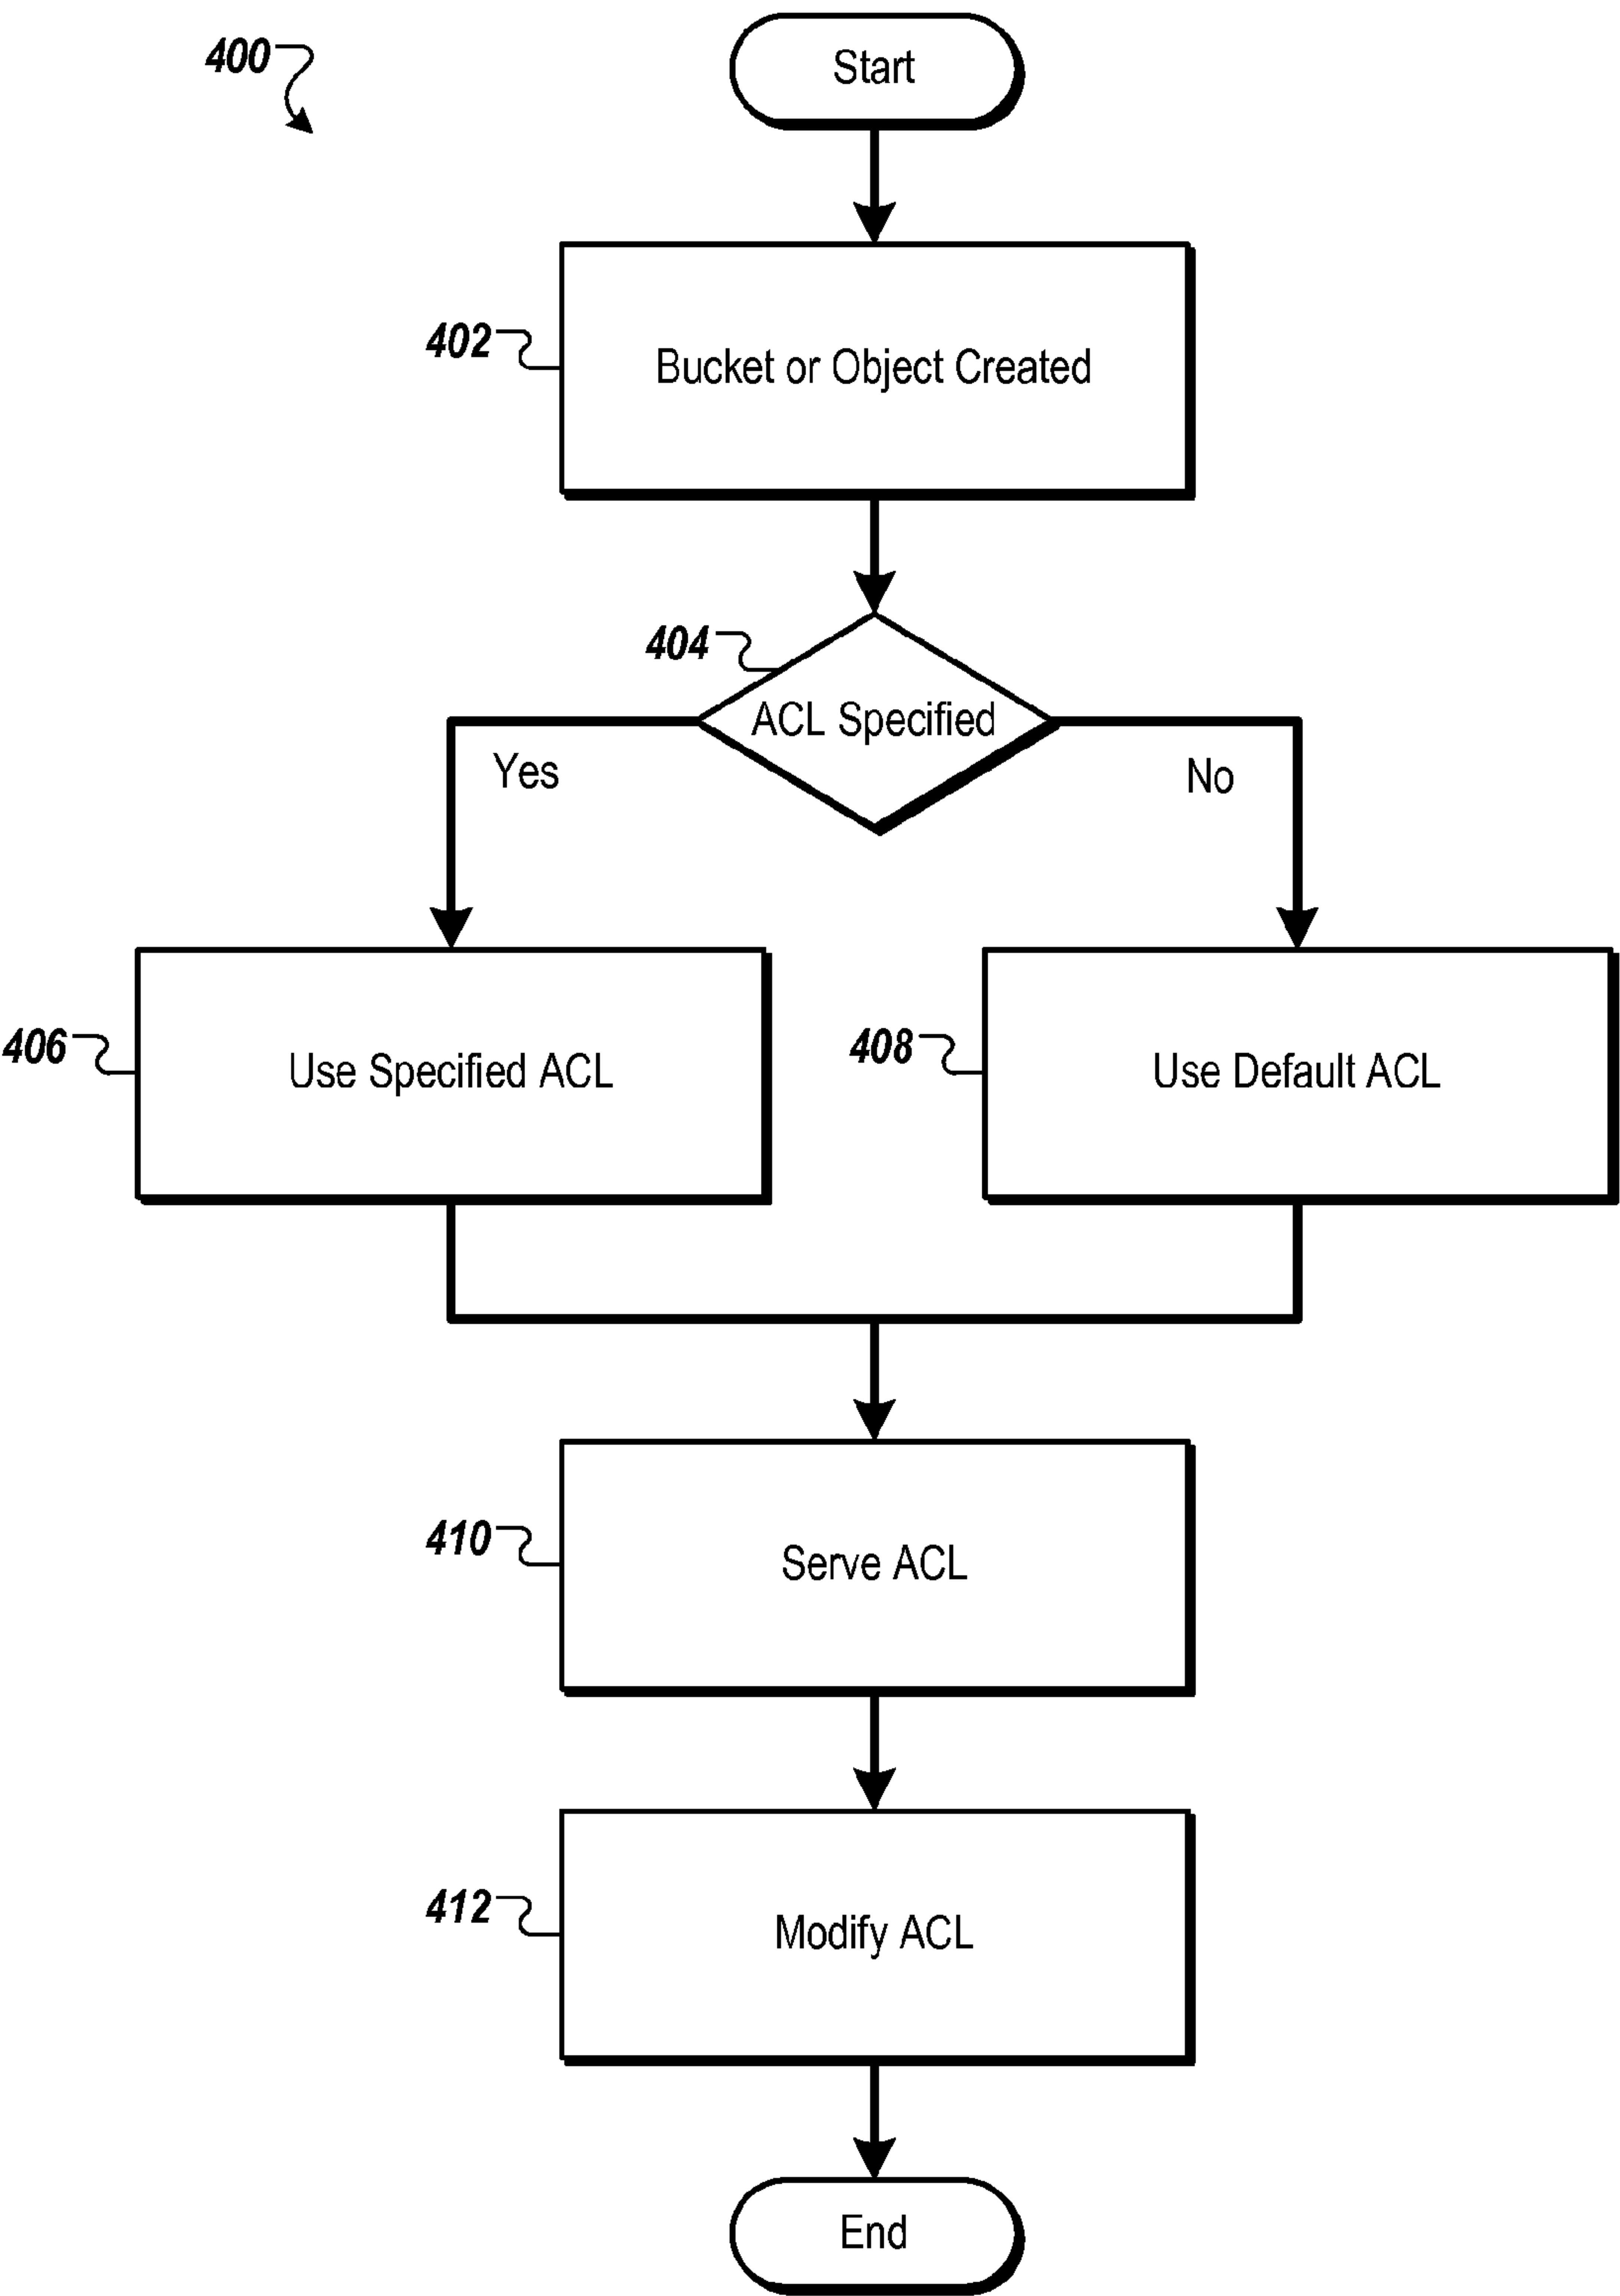 400
Start
402
Bucket or Object Created
404
ACL Specified
Yes
No
406
Use Specified ACL
408
Use Default ACL
410
Serve ACL
412
Modify ACL
End